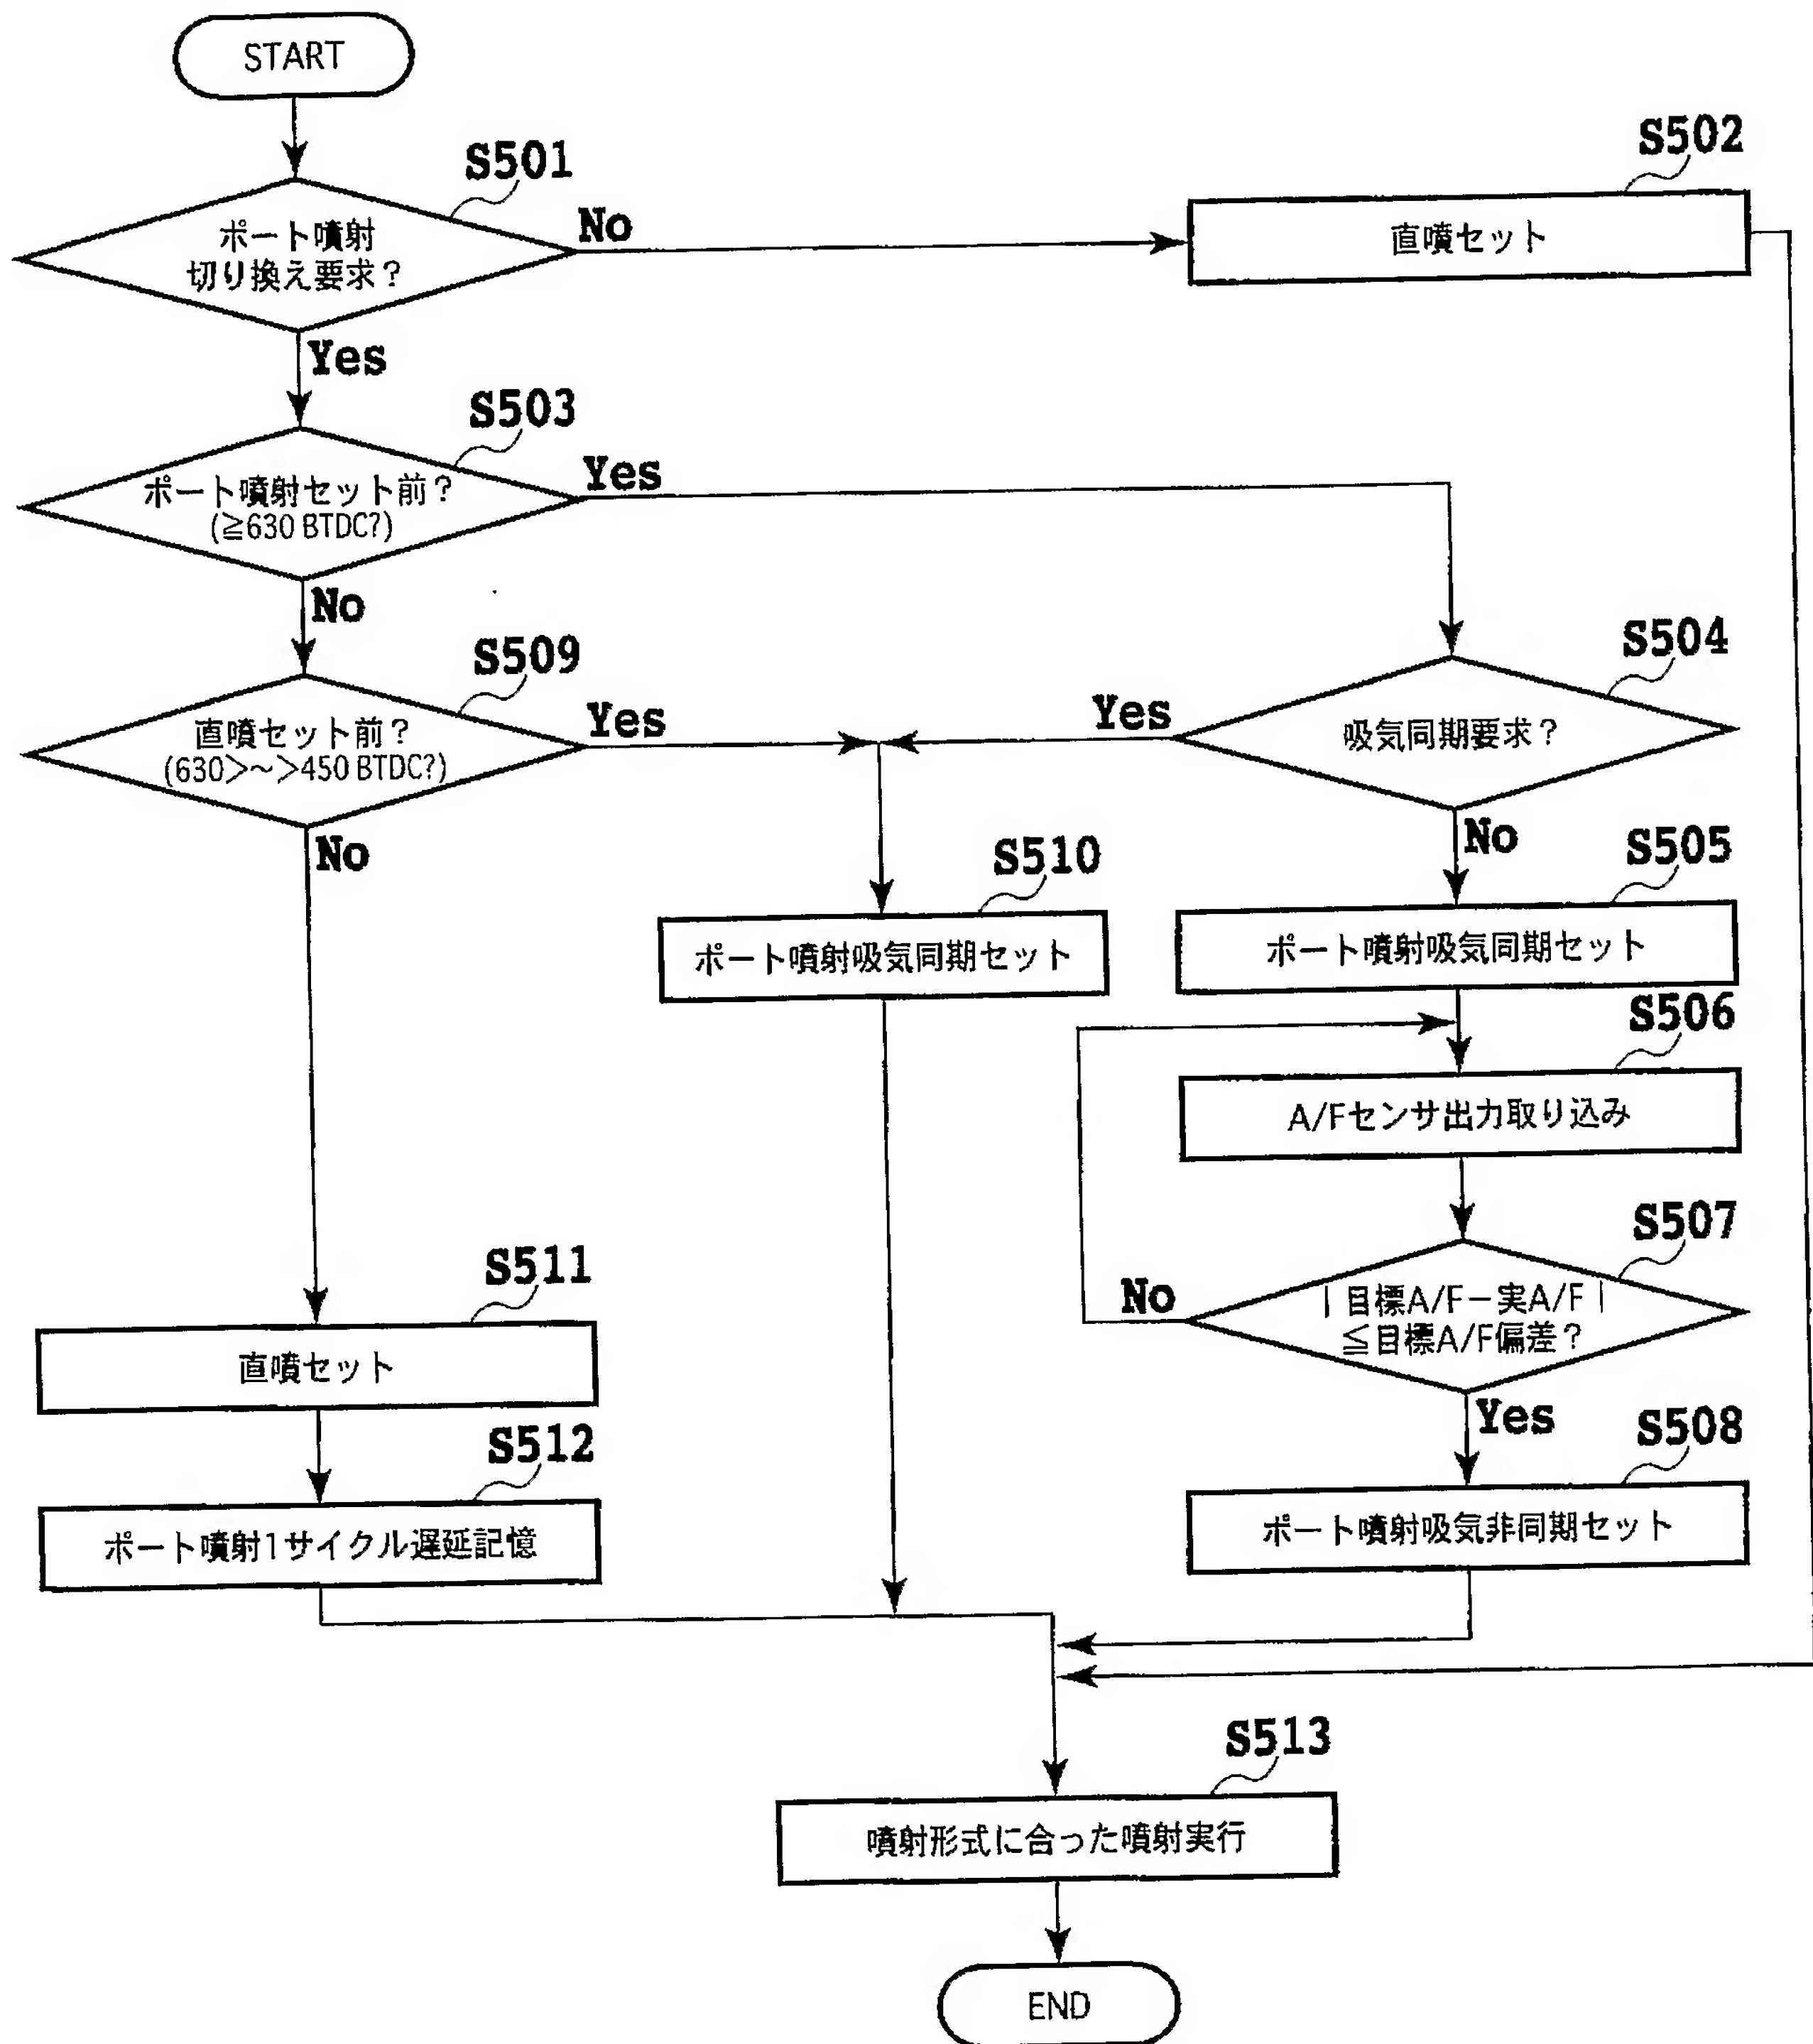 START
S501
ポート噴射
切り換え要求?
No
S502
直噴セット
Yes
S503
ポート噴射セット前?
(≧630 BTDC?)
Yes
No
S509
直噴セット前?
(630>~>450 BTDC?)
Yes
No
S504
吸気同期要求?
Yes
No
S510
ポート噴射吸気同期セット
S505
ポート噴射吸気同期セット
S506
A/Fセンサ出力取り込み
S507
|目標A/F-実A/F|
≦目標A/F偏差?
No
Yes
S508
ポート噴射吸気非同期セット
S511
直噴セット
S512
ポート噴射1サイクル遅延記憶
S513
噴射形式に合った噴射実行
END